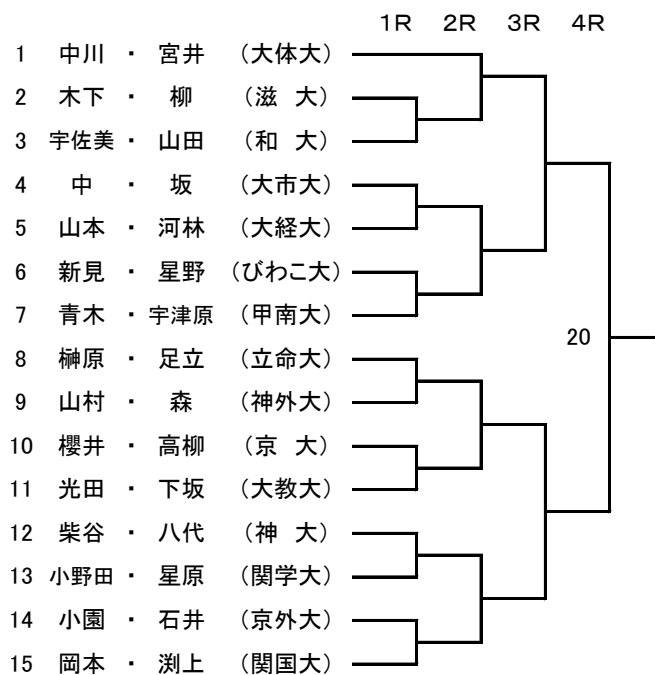 1R 2R 3R 4R
1 中川 ・ 宮井 (大体大)
2 木下 ・ 柳 (滋 大)
3 宇佐美 ・ 山田 (和 大)
4 中 ・ 坂 (大市大)
5 山本 ・ 河林 (大経大)
6 新見 ・ 星野 (びわこ大)
7 青木 ・ 宇津原 (甲南大)
20
8 榊原 ・ 足立 (立命大)
9 山村 ・ 森 (神外大)
10 櫻井 ・ 高柳 (京 大)
11 光田 ・ 下坂 (大教大)
12 柴谷 ・ 八代 (神 大)
13 小野田 ・ 星原 (関学大)
14 小園 ・ 石井 (京外大)
15 岡本 ・ 渕上 (関国大)